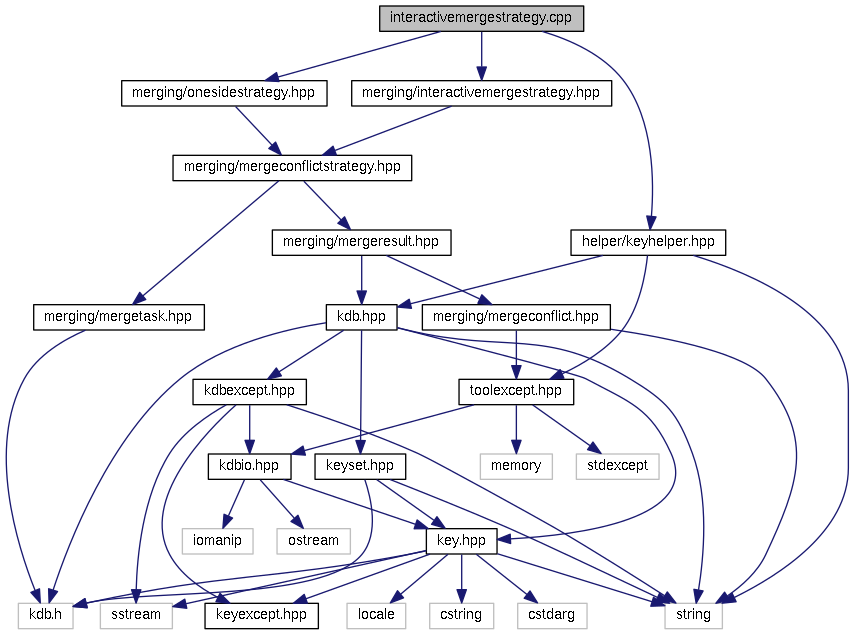 interactivemergestrategy.cpp
merging/onesidestrategy.hpp
merging/interactivemergestrategy.hpp
merging/mergeconflictstrategy.hpp
merging/mergeresult.hpp
helper/keyhelper.hpp
merging/mergetask.hpp
kdb.hpp
merging/mergeconflict.hpp
kdbexcept.hpp
toolexcept.hpp
kdbio.hpp
keyset.hpp
memory
stdexcept
iomanip
ostream
key.hpp
kdb.h
sstream
keyexcept.hpp
locale
cstring
cstdarg
string